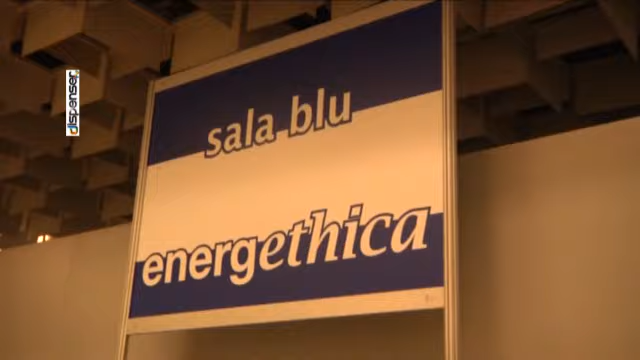 dispenser
sala blu
energethica